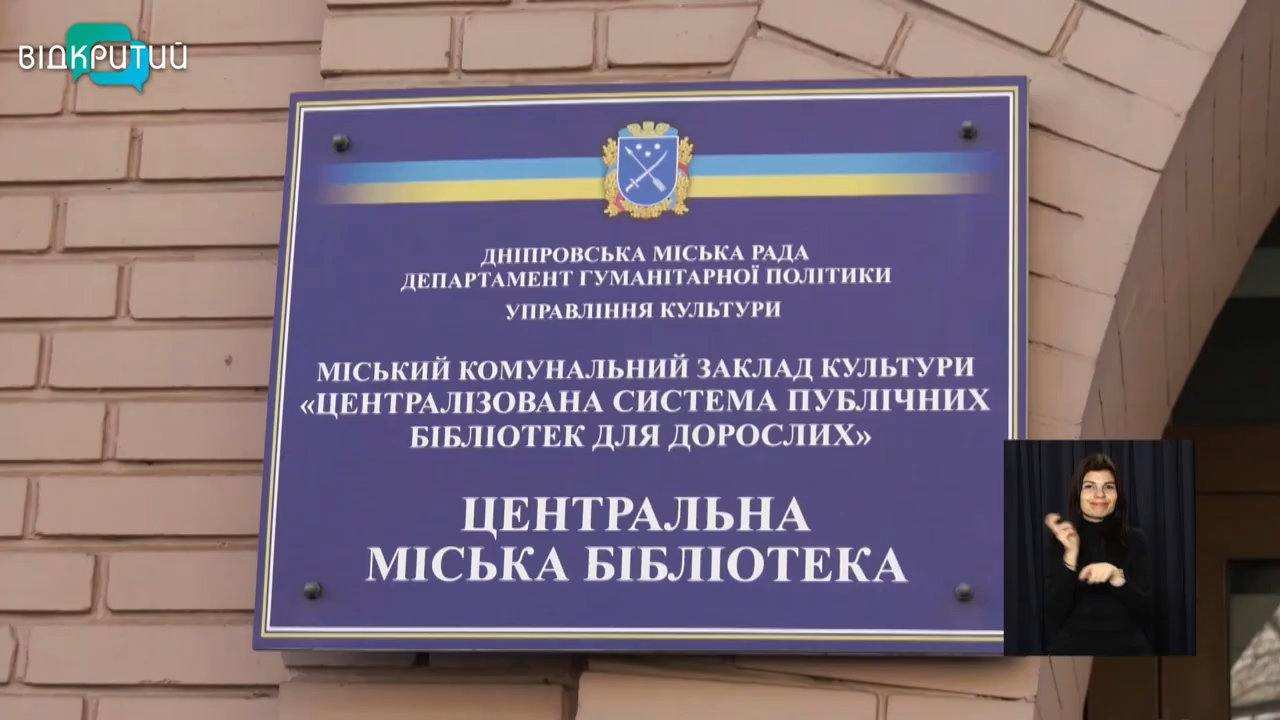 ВІДКРИТИЙ
ДНІПРОВСЬКА МІСЬКА РАДА
ДЕПАРТАМЕНТ ГУМАНІТАРНОЇ ПОЛІТИКИ
УПРАВЛІННЯ КУЛЬТУРИ
МІСЬКИЙ КОМУНАЛЬНИЙ ЗАКЛАД КУЛЬТУРИ
«ЦЕНТРАЛІЗОВАНА СИСТЕМА ПУБЛІЧНИХ
БІБЛІОТЕК ДЛЯ ДОРОСЛИХ»
ЦЕНТРАЛЬНА
МІСЬКА БІБЛІОТЕКА